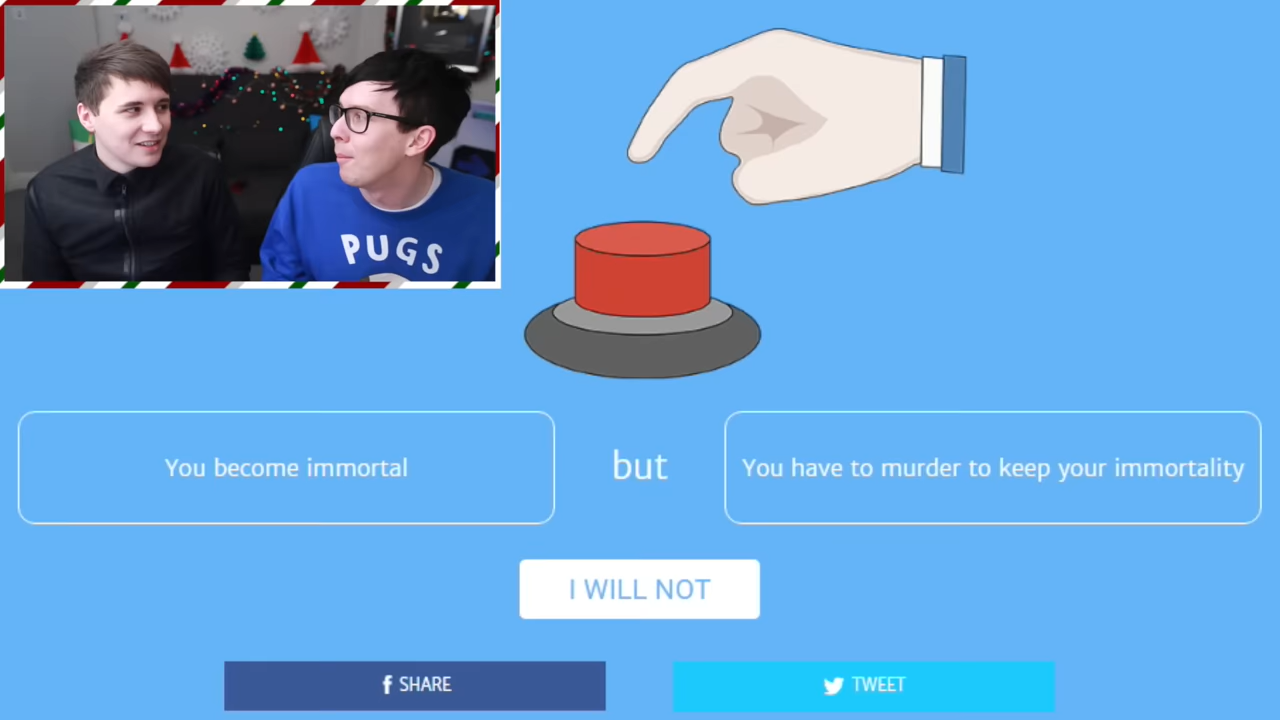 PUGS
You become immortal
but
You have to murder to keep your immortality
I WILL NOT
f SHARE
TWEET